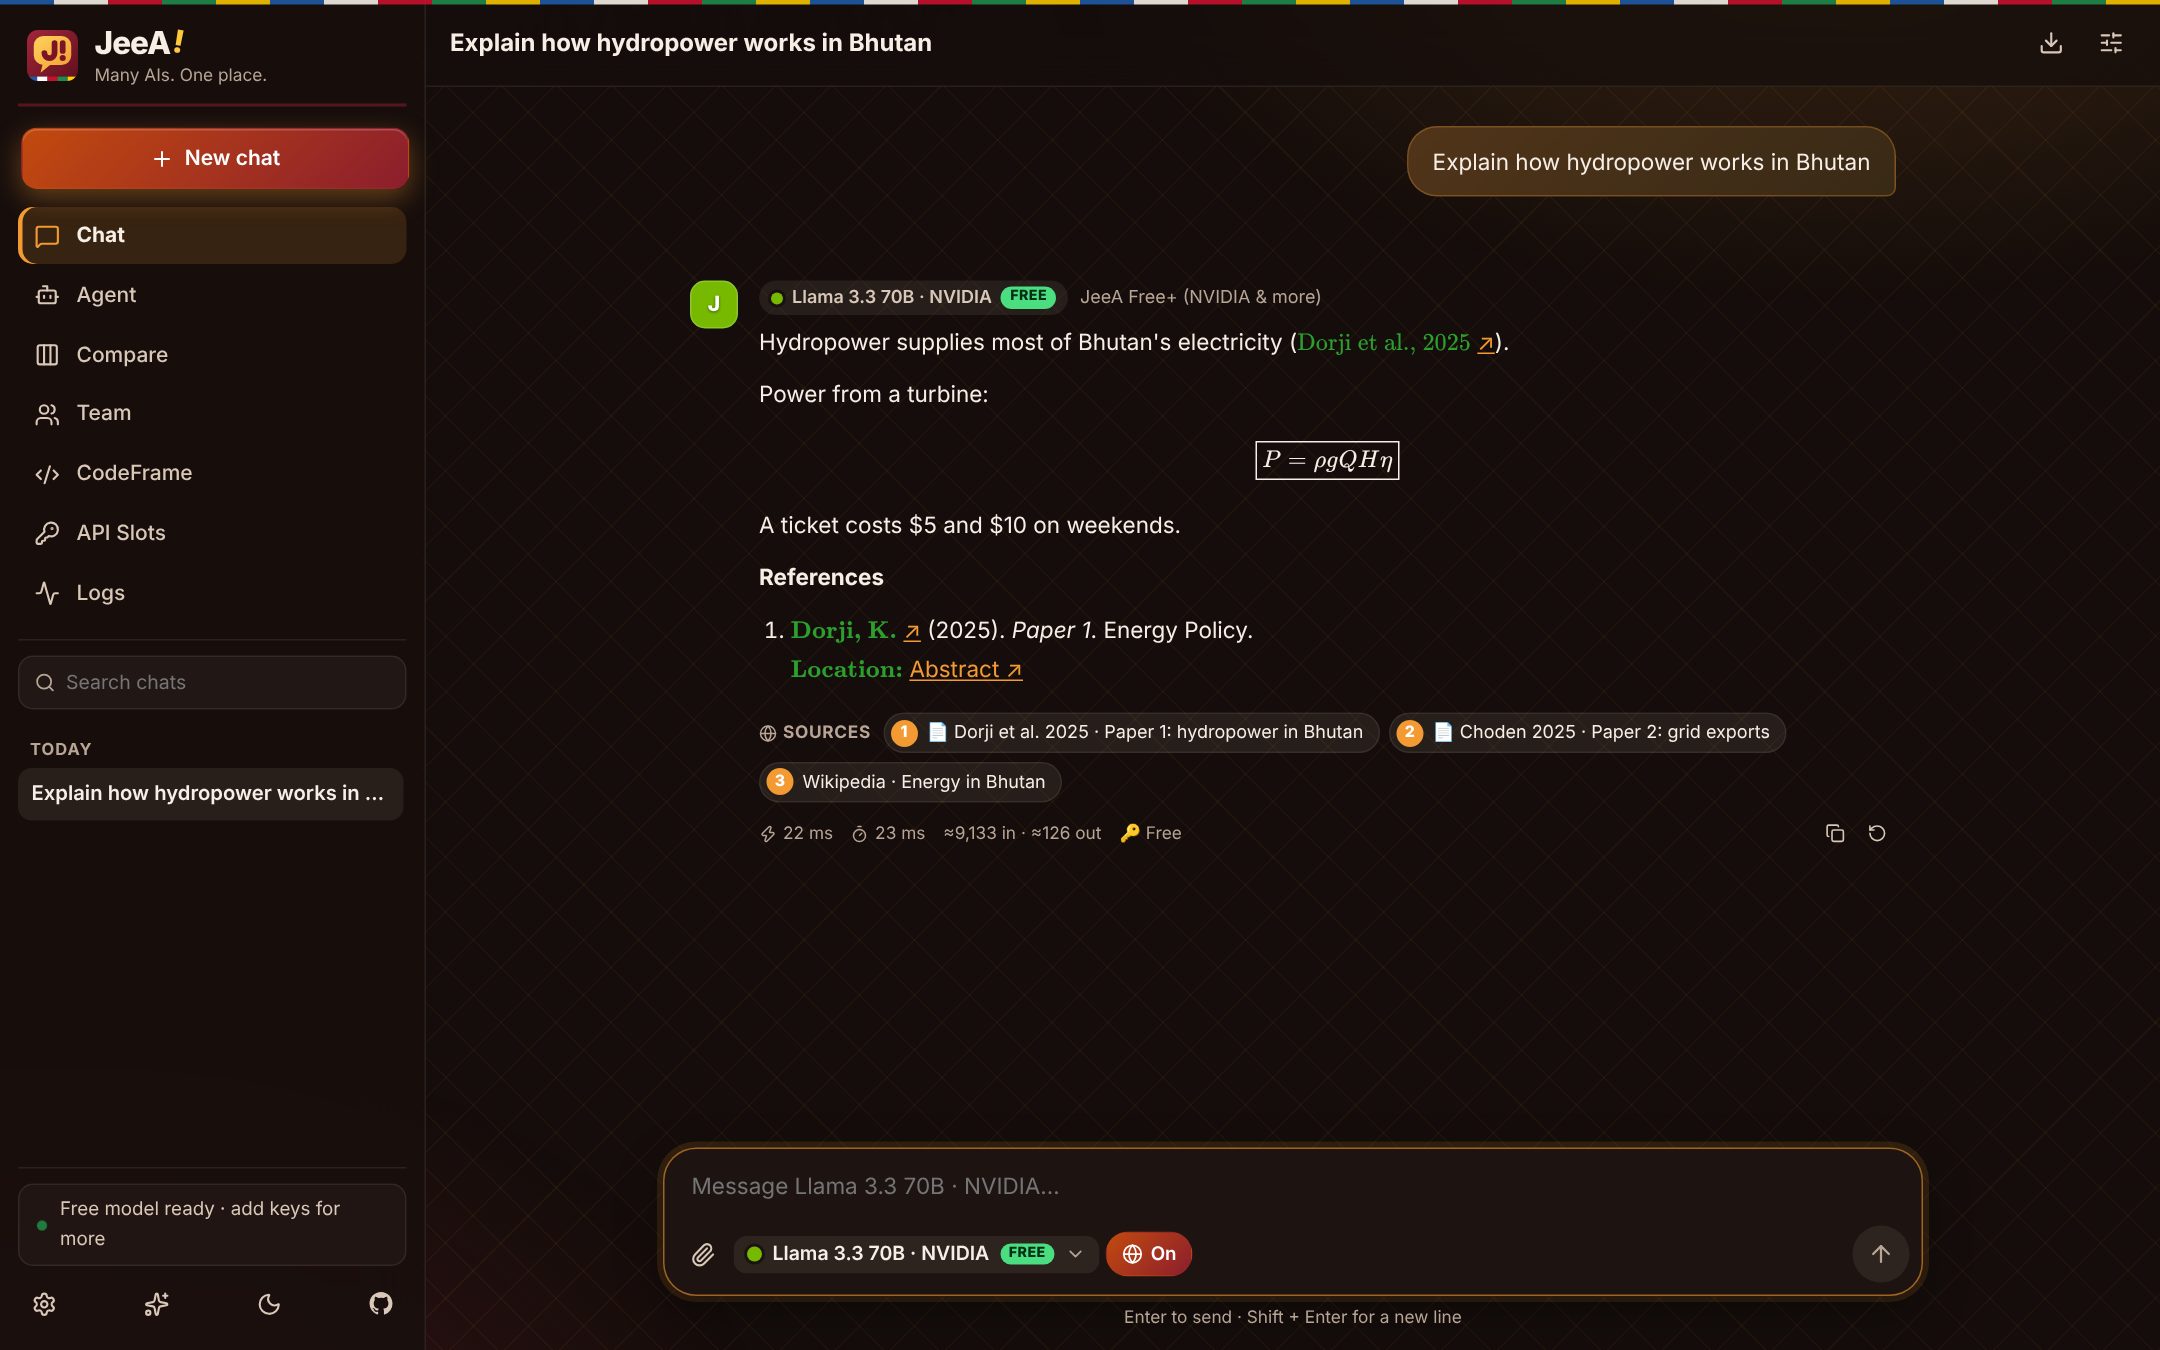 JeeA!
Many AIs. One place.
New chat
Chat
Agent
Compare
Team
CodeFrame
API Slots
Logs
Search chats
TODAY
Explain how hydropower works in ...
Free model ready · add keys for
more
Explain how hydropower works in Bhutan
Explain how hydropower works in Bhutan
J
Llama 3.3 70B · NVIDIA FREE JeeA Free+ (NVIDIA & more)
Hydropower supplies most of Bhutan's electricity (Dorji et al., 2025 ↗).
Power from a turbine:
P = ρgQHη
A ticket costs $5 and $10 on weekends.
References
1. Dorji, K. ↗ (2025). Paper 1. Energy Policy.
Location: Abstract ↗
SOURCES 1 Dorji et al. 2025 · Paper 1: hydropower in Bhutan 2 Choden 2025 · Paper 2: grid exports
3 Wikipedia · Energy in Bhutan
22 ms 23 ms ≈9,133 in · ≈126 out Free
Message Llama 3.3 70B · NVIDIA...
Llama 3.3 70B · NVIDIA FREE On
Enter to send · Shift + Enter for a new line